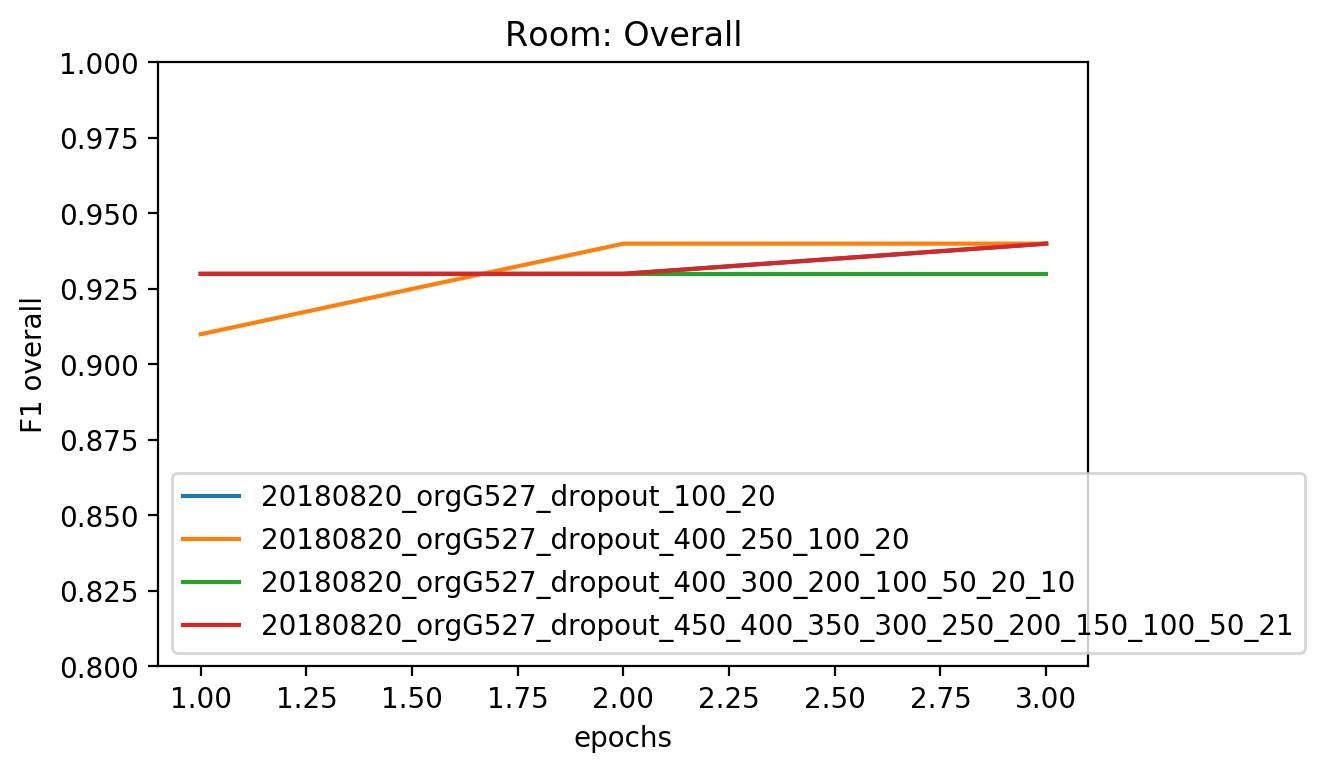 Room: Overall
1.000
0.975
0.950
0.925
0.900
0.875
0.850
0.825
0.800
F1 overall
20180820_orgG527_dropout_100_20
20180820_orgG527_dropout_400_250_100_20
20180820_orgG527_dropout_400_300_200_100_50_20_10
20180820_orgG527_dropout_450_400_350_300_250_200_150_100_50_21
1.00 1.25 1.50 1.75 2.00 2.25 2.50 2.75 3.00
epochs